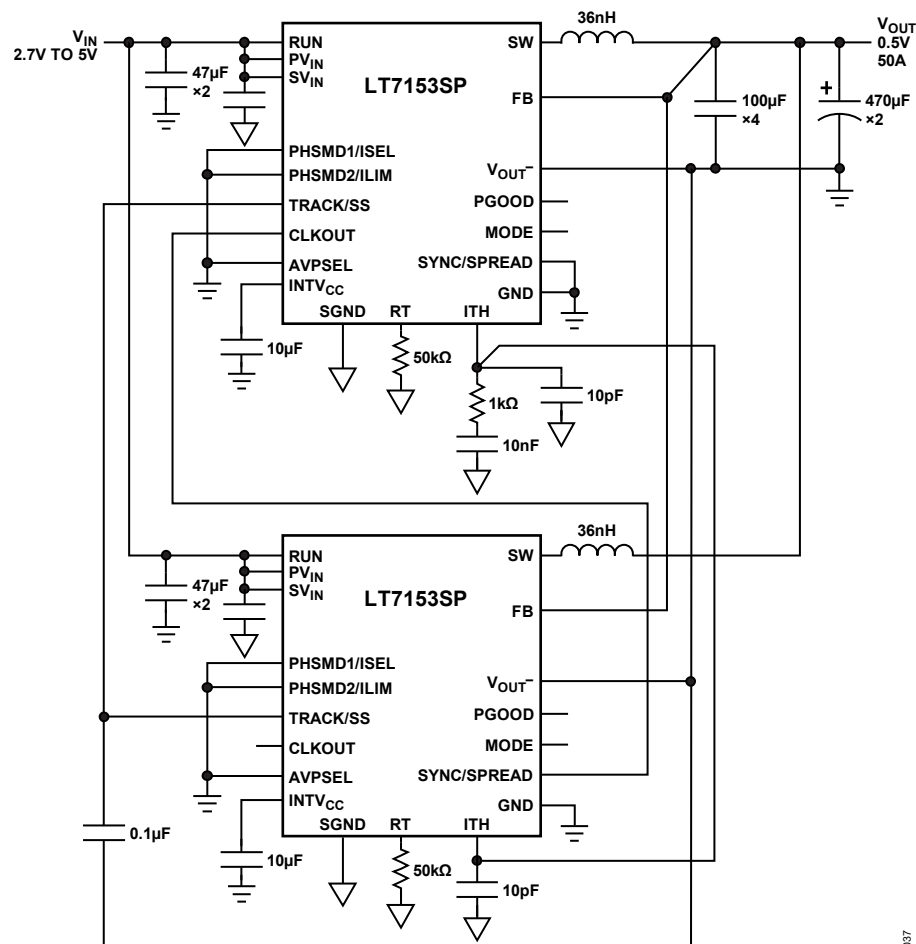 36nH
VIN
2.7V TO 5V
VOUT
0.5V
50A
RUN
PVIN
SVIN
SW
47µF
×2
LT7153SP
FB
100µF
×4
+
470µF
×2
PHSMD1/ISEL
PHSMD2/ILIM
VOUT–
TRACK/SS
PGOOD
CLKOUT
MODE
AVPSEL
SYNC/SPREAD
INTVCC
GND
SGND
RT
ITH
10µF
50kΩ
1kΩ
10pF
10nF
36nH
RUN
PVIN
SVIN
SW
47µF
×2
LT7153SP
FB
PHSMD1/ISEL
PHSMD2/ILIM
VOUT–
TRACK/SS
PGOOD
CLKOUT
MODE
AVPSEL
SYNC/SPREAD
INTVCC
GND
SGND
RT
ITH
0.1µF
10µF
50kΩ
10pF